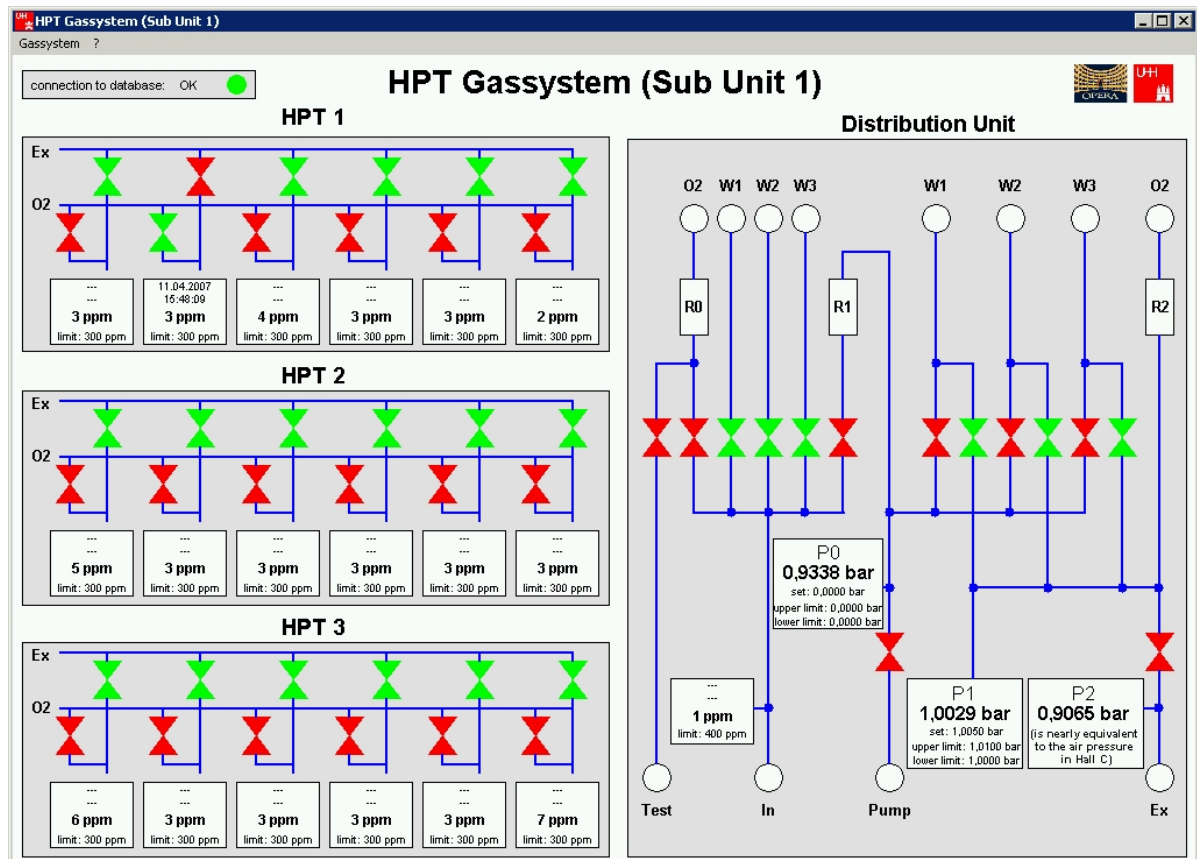 HPT Gassystem (Sub Unit 1)
Gassystem ?
connection to database: OK
HPT Gassystem (Sub Unit 1)
OPERA
UHH
HPT 1
Ex
O2
---
---
3 ppm
limit: 300 ppm
11.04.2007
15:48:09
3 ppm
limit: 300 ppm
---
---
4 ppm
limit: 300 ppm
---
---
3 ppm
limit: 300 ppm
---
---
3 ppm
limit: 300 ppm
---
---
2 ppm
limit: 300 ppm
HPT 2
Ex
O2
---
---
5 ppm
limit: 300 ppm
---
---
3 ppm
limit: 300 ppm
---
---
3 ppm
limit: 300 ppm
---
---
3 ppm
limit: 300 ppm
---
---
3 ppm
limit: 300 ppm
---
---
3 ppm
limit: 300 ppm
HPT 3
Ex
O2
---
---
6 ppm
limit: 300 ppm
---
---
3 ppm
limit: 300 ppm
---
---
3 ppm
limit: 300 ppm
---
---
3 ppm
limit: 300 ppm
---
---
3 ppm
limit: 300 ppm
---
---
7 ppm
limit: 300 ppm
Distribution Unit
O2 W1 W2 W3 W1 W2 W3 O2
R0 R1 R2
P0
0,9338 bar
set: 0,0000 bar
upper limit: 0,0000 bar
lower limit: 0,0000 bar
---
---
1 ppm
limit: 400 ppm
P1
1,0029 bar
set: 1,0050 bar
upper limit: 1,0100 bar
lower limit: 1,0000 bar
P2
0,9065 bar
(is nearly equivalent
to the air pressure
in Hall C)
Test In Pump Ex